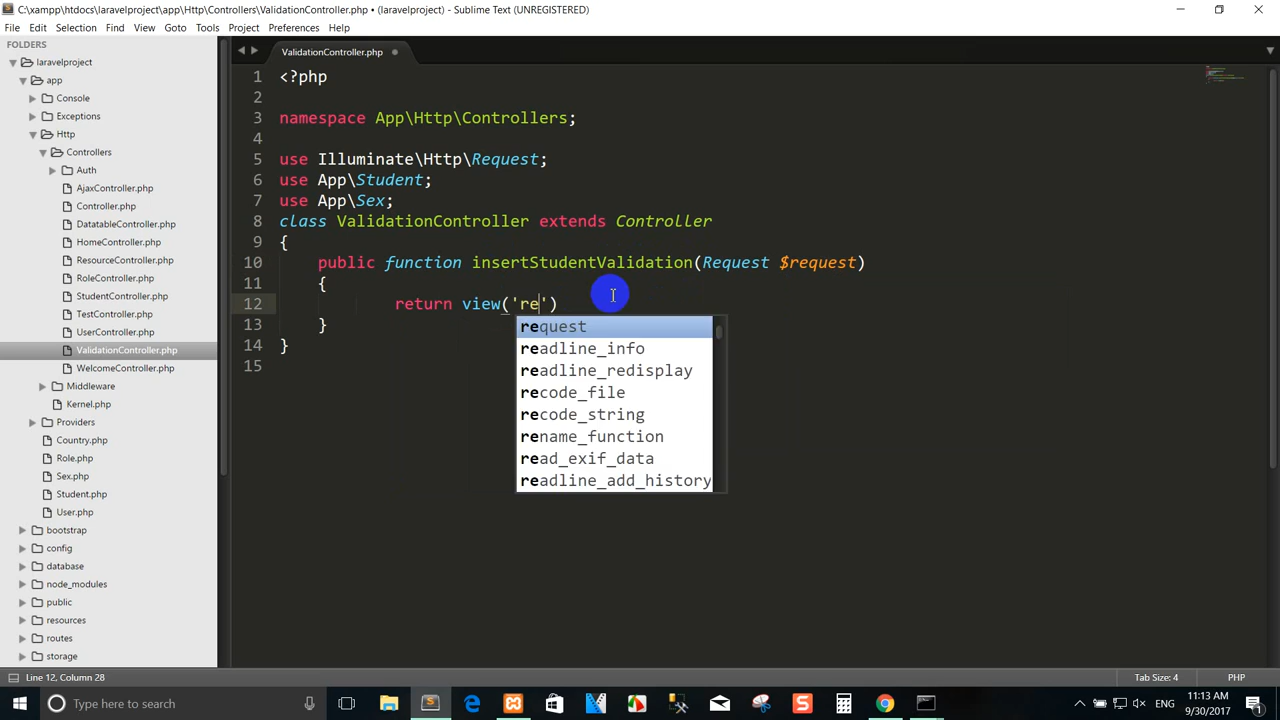 C:\xampp\htdocs\laravelproject\app\Http\Controllers\ValidationController.php • (laravelproject) - Sublime Text (UNREGISTERED)
File Edit Selection Find View Goto Tools Project Preferences Help
FOLDERS
laravelproject
app
Console
Exceptions
Http
Controllers
Auth
AjaxController.php
Controller.php
DatatableController.php
HomeController.php
ResourceController.php
RoleController.php
StudentController.php
TestController.php
UserController.php
ValidationController.php
WelcomeController.php
Middleware
Kernel.php
Providers
Country.php
Role.php
Sex.php
Student.php
User.php
bootstrap
config
database
node_modules
public
resources
routes
storage
ValidationController.php
1 <?php
2
3 namespace App\Http\Controllers;
4
5 use Illuminate\Http\Request;
6 use App\Student;
7 use App\Sex;
8 class ValidationController extends Controller
9 {
10 public function insertStudentValidation(Request $request)
11 {
12 return view('re')
13 }
14 }
15
request
readline_info
readline_redisplay
recode_file
recode_string
rename_function
read_exif_data
readline_add_history
Line 12, Column 28 Tab Size: 4 PHP
Type here to search
ENG
11:13 AM
9/30/2017